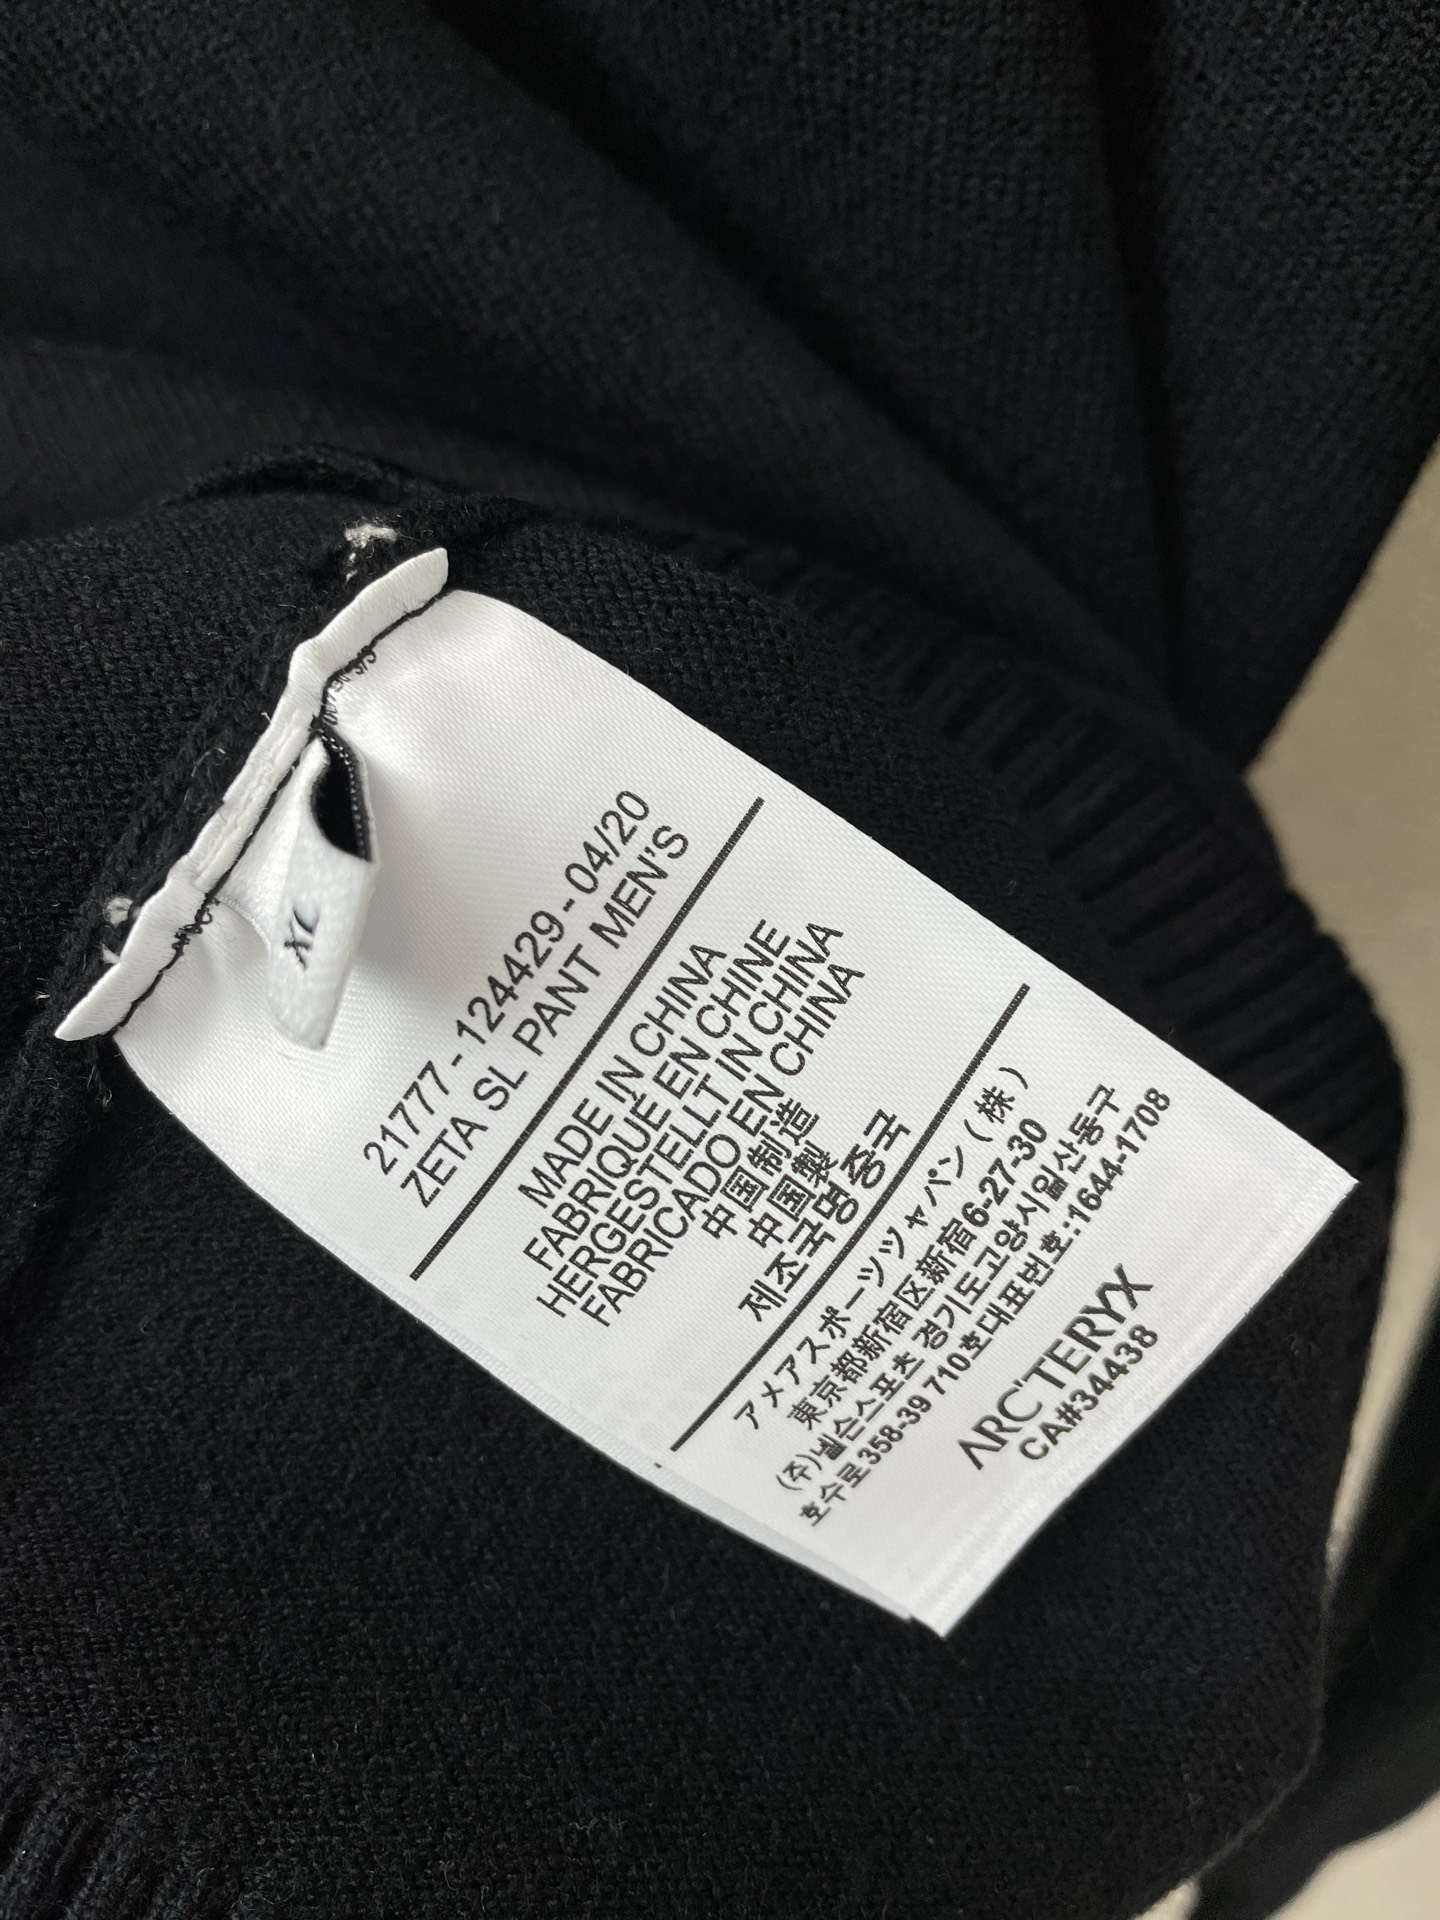 XL
21777 - 124429 - 04/20
ZETA SL PANT MEN'S
MADE IN CHINA
FABRIQUÉ EN CHINE
HERGESTELLT IN CHINA
FABRICADO EN CHINA
中国制造
中国製
제조국명 중국
アメアスポーツジャパン(株)
東京都新宿区新宿6-27-30
(주)넬슨스포츠 경기도고양시일산동구
호수로358-39 710호대표번호:1644-1708
ARC'TERYX
CA#34438